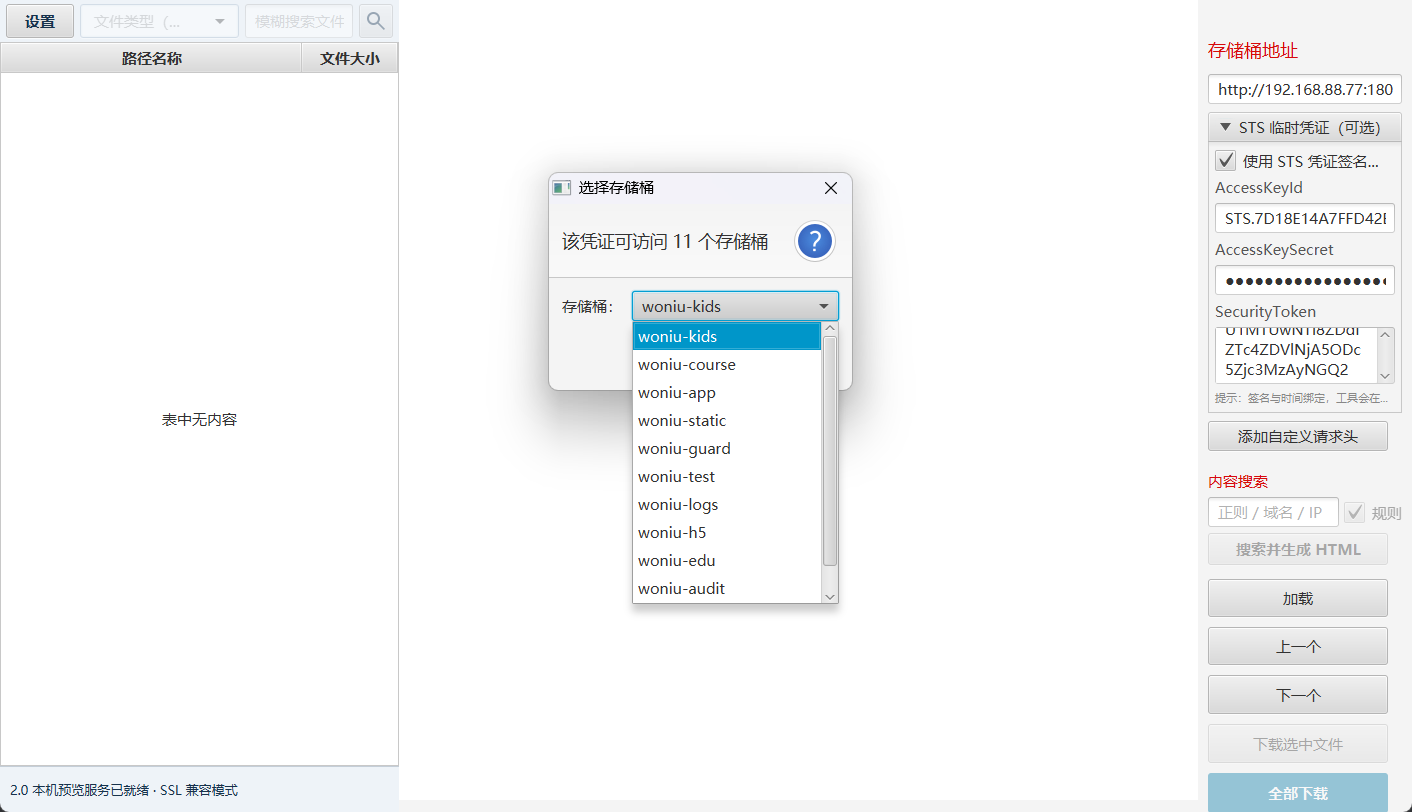 设置
文件类型（...
模糊搜索文件
路径名称
文件大小
表中无内容
2.0 本机预览服务已就绪 · SSL 兼容模式
选择存储桶
该凭证可访问 11 个存储桶
?
存储桶：
woniu-kids
woniu-kids
woniu-course
woniu-app
woniu-static
woniu-guard
woniu-test
woniu-logs
woniu-h5
woniu-edu
woniu-audit
存储桶地址
http://192.168.88.77:180
STS 临时凭证（可选）
使用 STS 凭证签名...
AccessKeyId
STS.7D18E14A7FFD42
AccessKeySecret
●●●●●●●●●●●●●●●●●
SecurityToken
ZTc4ZDVlNjA5ODc
5Zjc3MzAyNGQ2
提示：签名与时间绑定，工具会在...
添加自定义请求头
内容搜索
正则 / 域名 / IP
规则
搜索并生成 HTML
加载
上一个
下一个
下载选中文件
全部下载